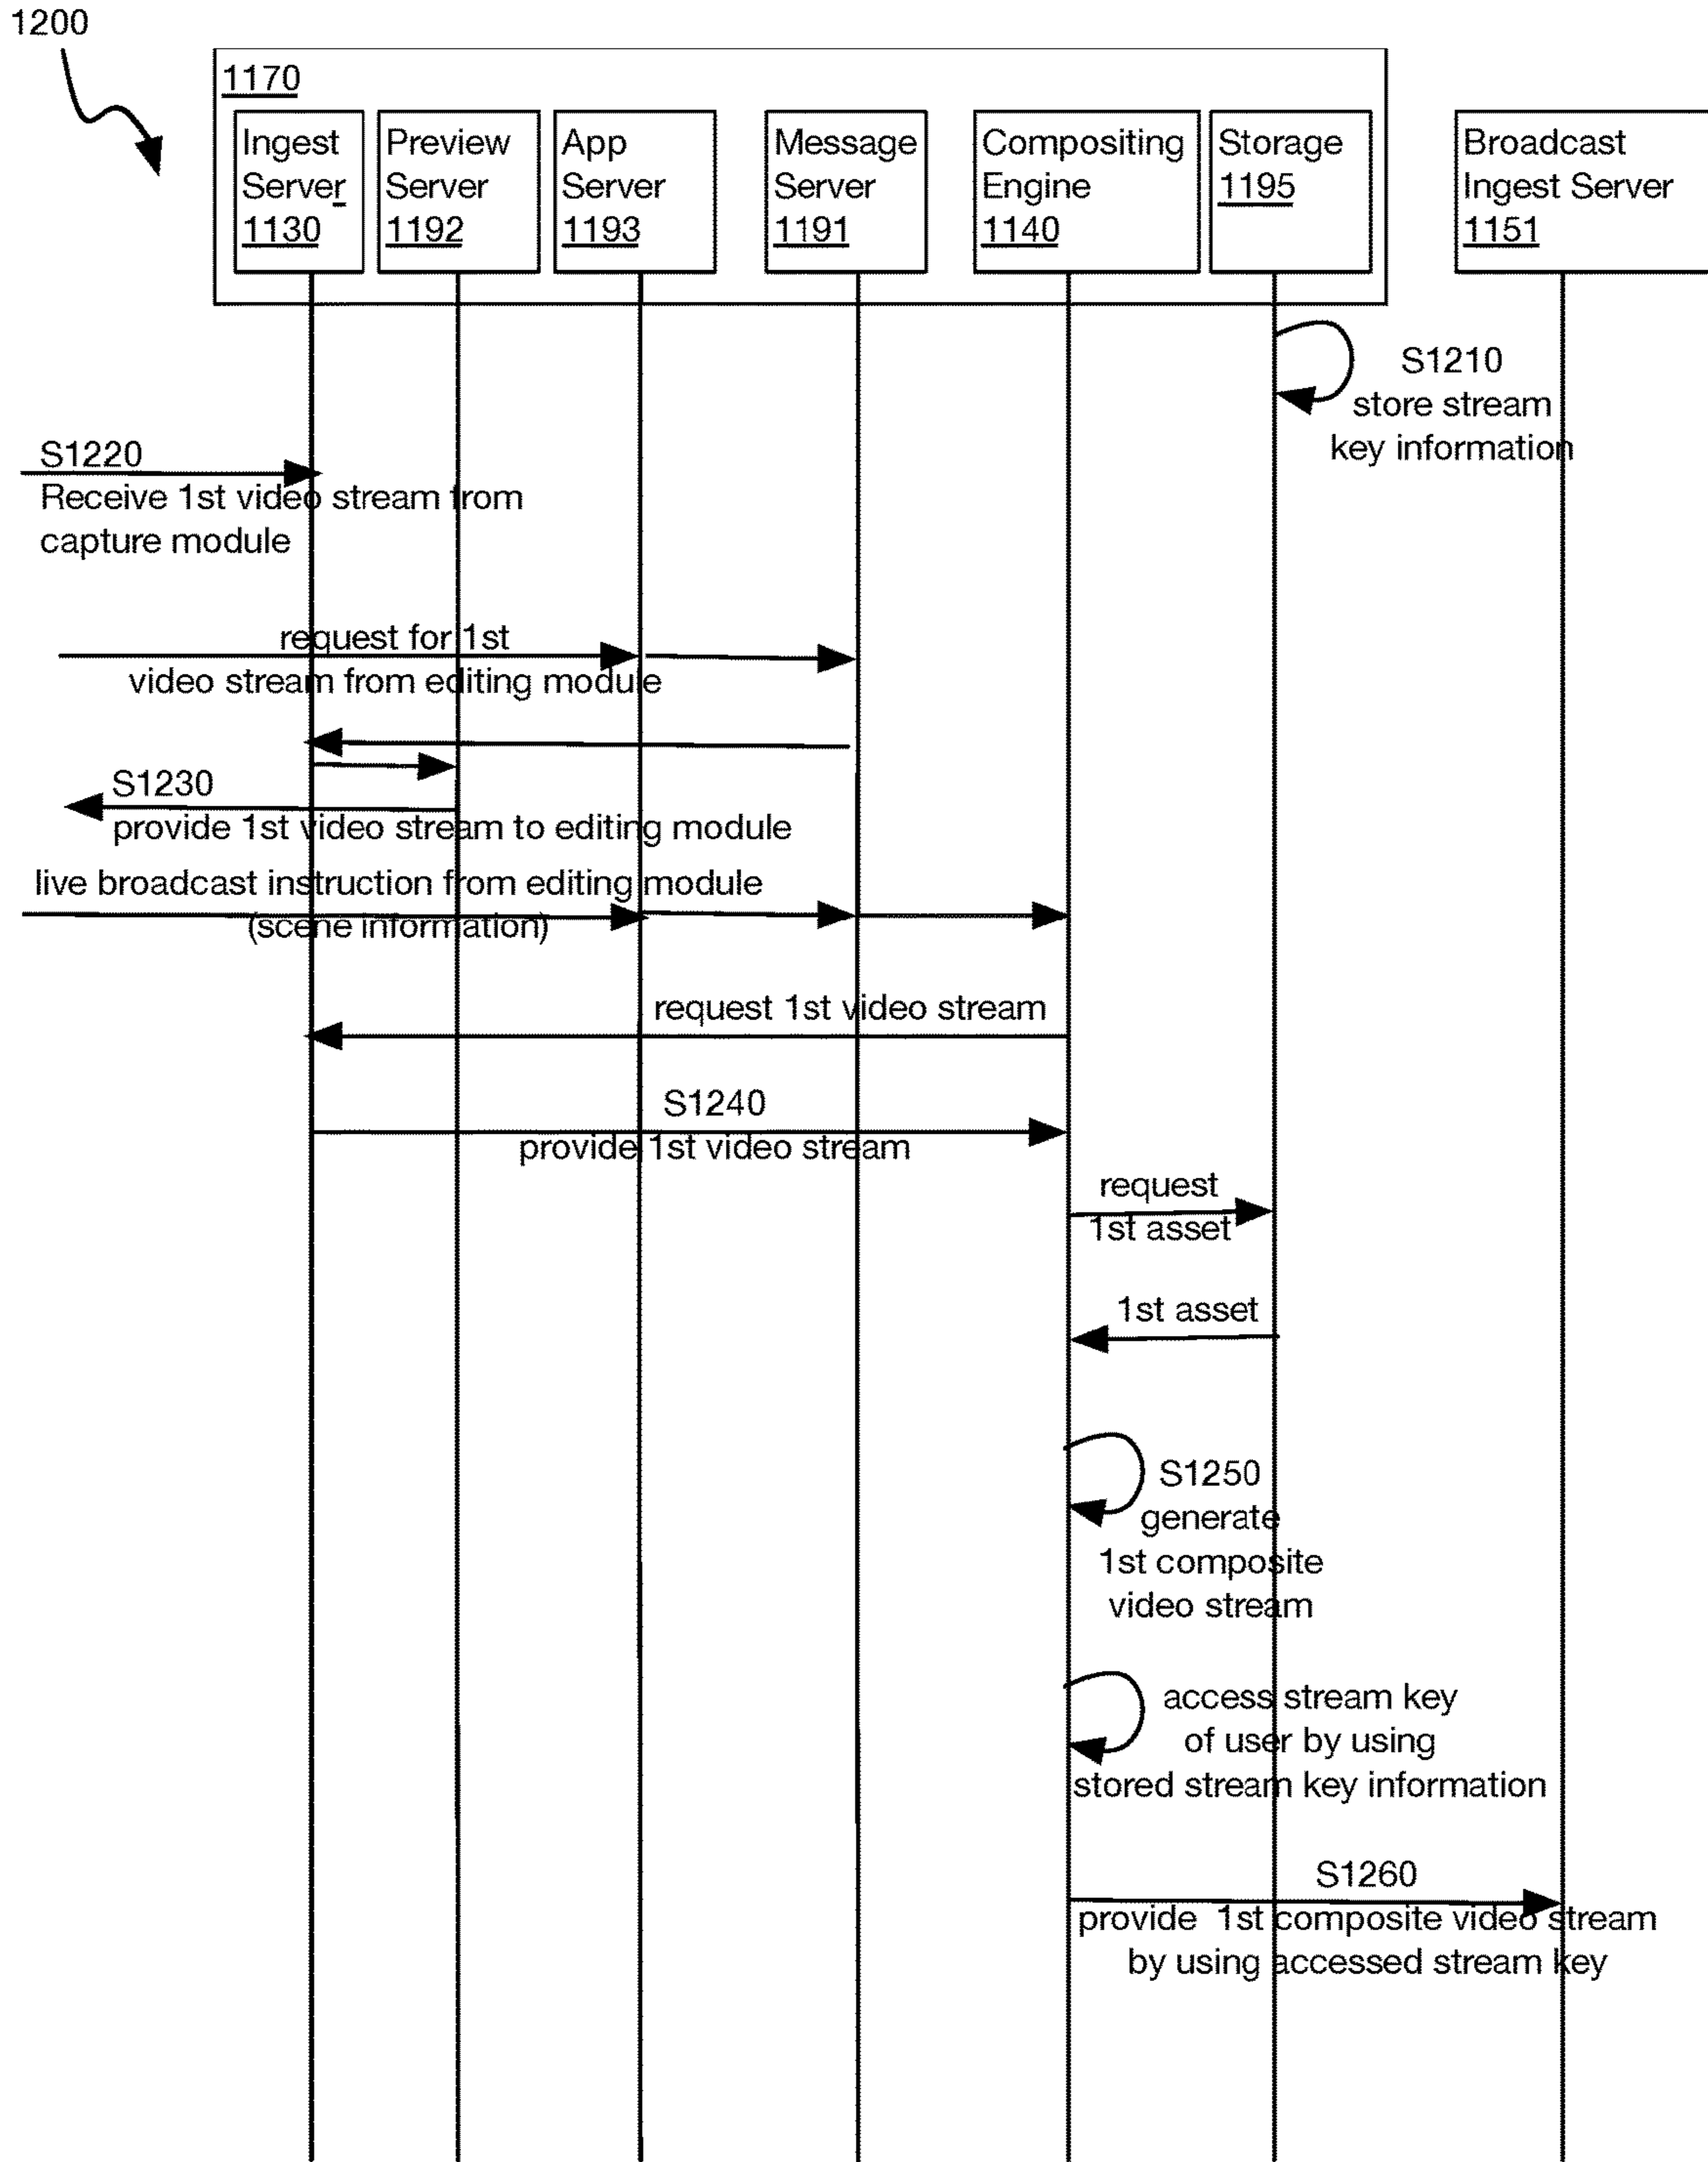 1200
1170
Ingest
Server
1130
Preview
Server
1192
App
Server
1193
Message
Server
1191
Compositing
Engine
1140
Storage
1195
Broadcast
Ingest Server
1151
S1210
store stream
key information
S1220
Receive 1st video stream from
capture module
request for 1st
video stream from editing module
S1230
provide 1st video stream to editing module
live broadcast instruction from editing module
(scene information)
request 1st video stream
S1240
provide 1st video stream
request
1st asset
1st asset
S1250
generate
1st composite
video stream
access stream key
of user by using
stored stream key information
S1260
provide 1st composite video stream
by using accessed stream key